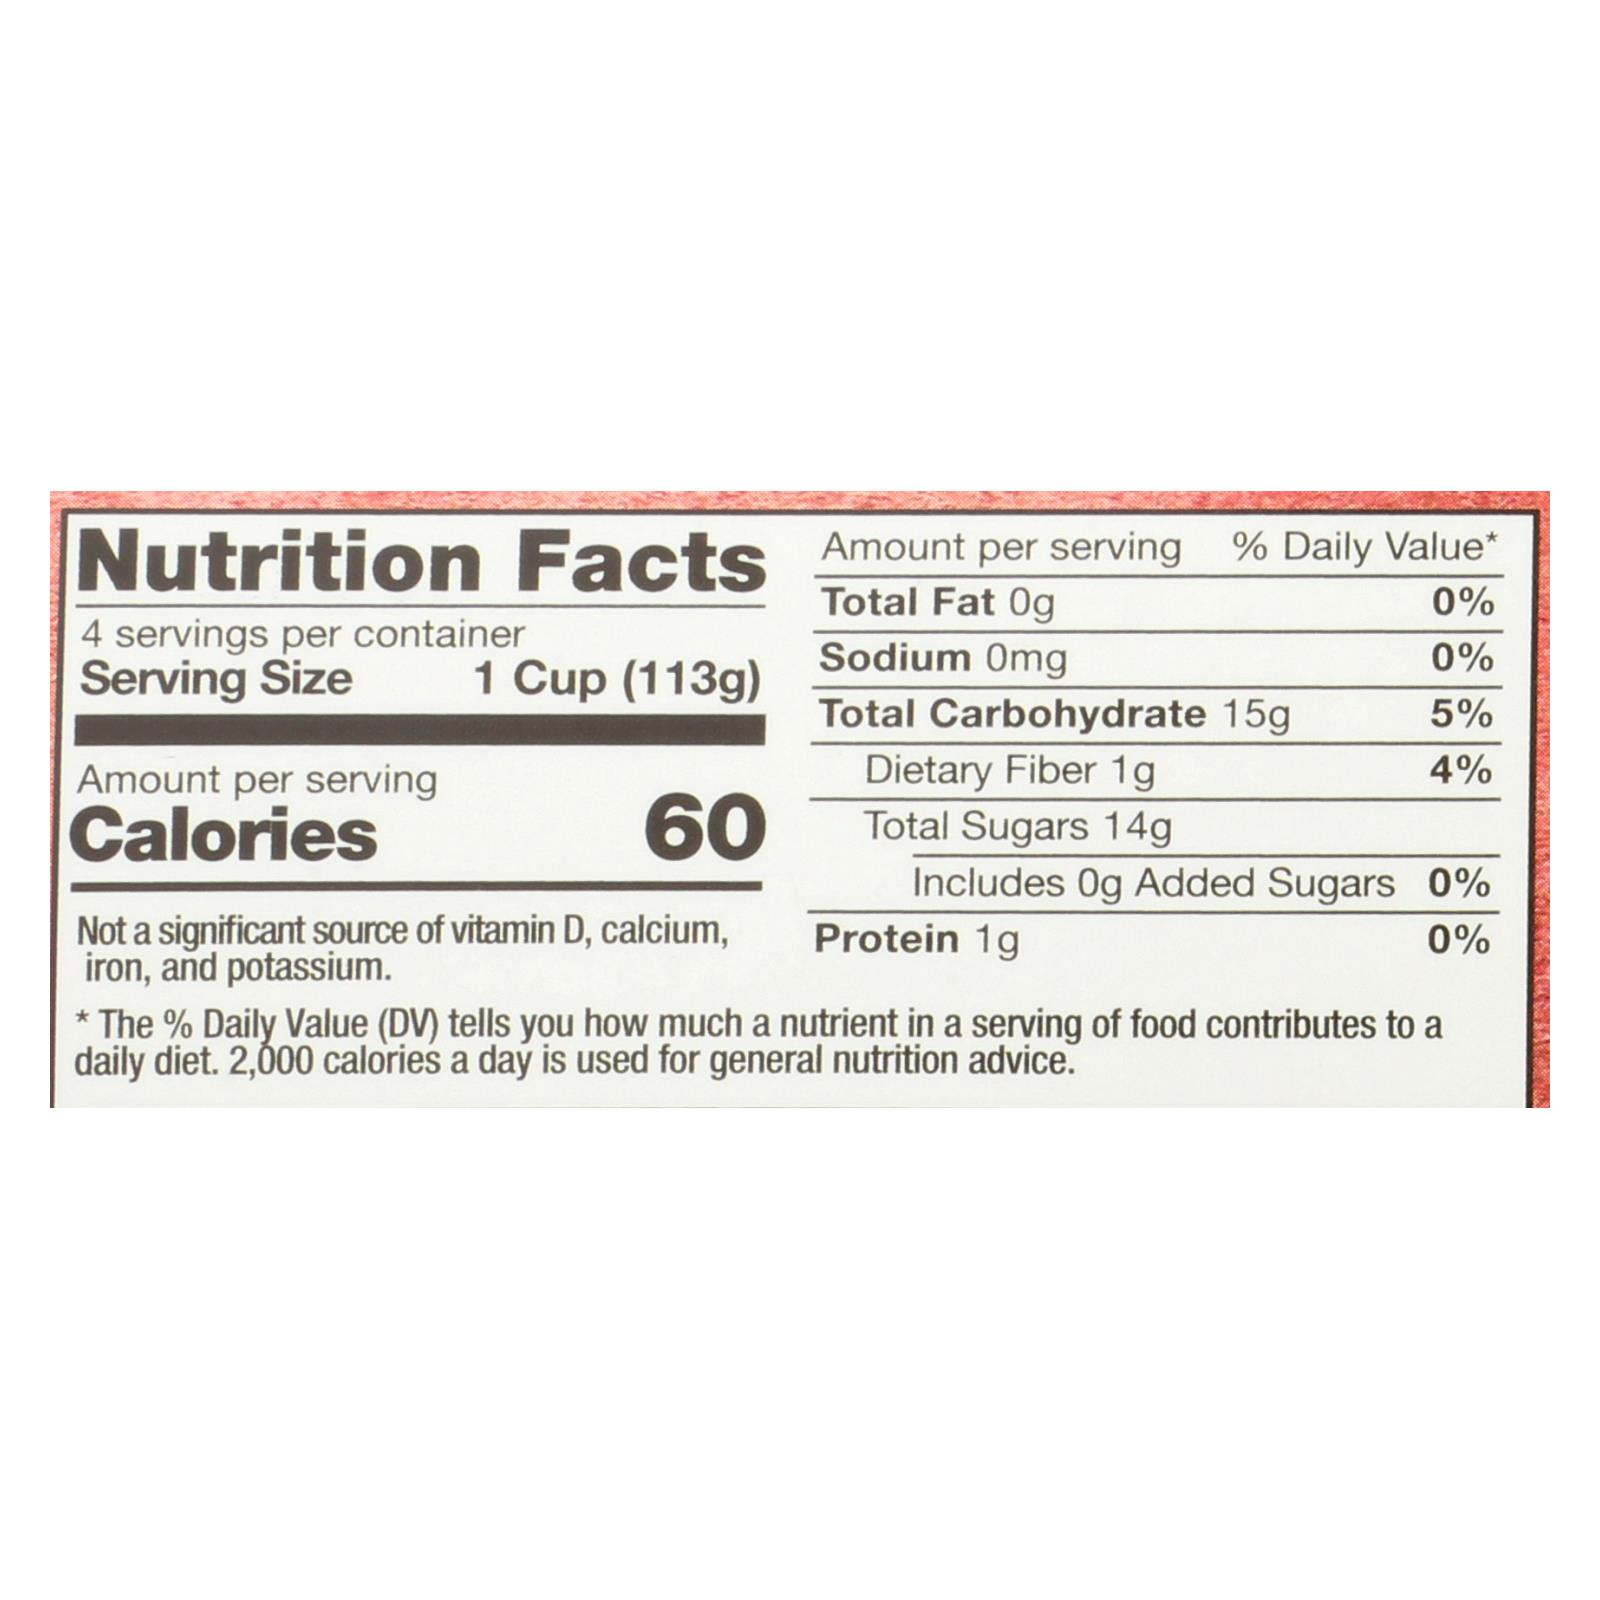 Nutrition Facts
4 servings per container
Serving Size 1 Cup (113g)
Amount per serving
Calories 60
Not a significant source of vitamin D, calcium,
iron, and potassium.
Amount per serving % Daily Value*
Total Fat 0g 0%
Sodium 0mg 0%
Total Carbohydrate 15g 5%
Dietary Fiber 1g 4%
Total Sugars 14g
Includes 0g Added Sugars 0%
Protein 1g 0%
* The % Daily Value (DV) tells you how much a nutrient in a serving of food contributes to a
daily diet. 2,000 calories a day is used for general nutrition advice.